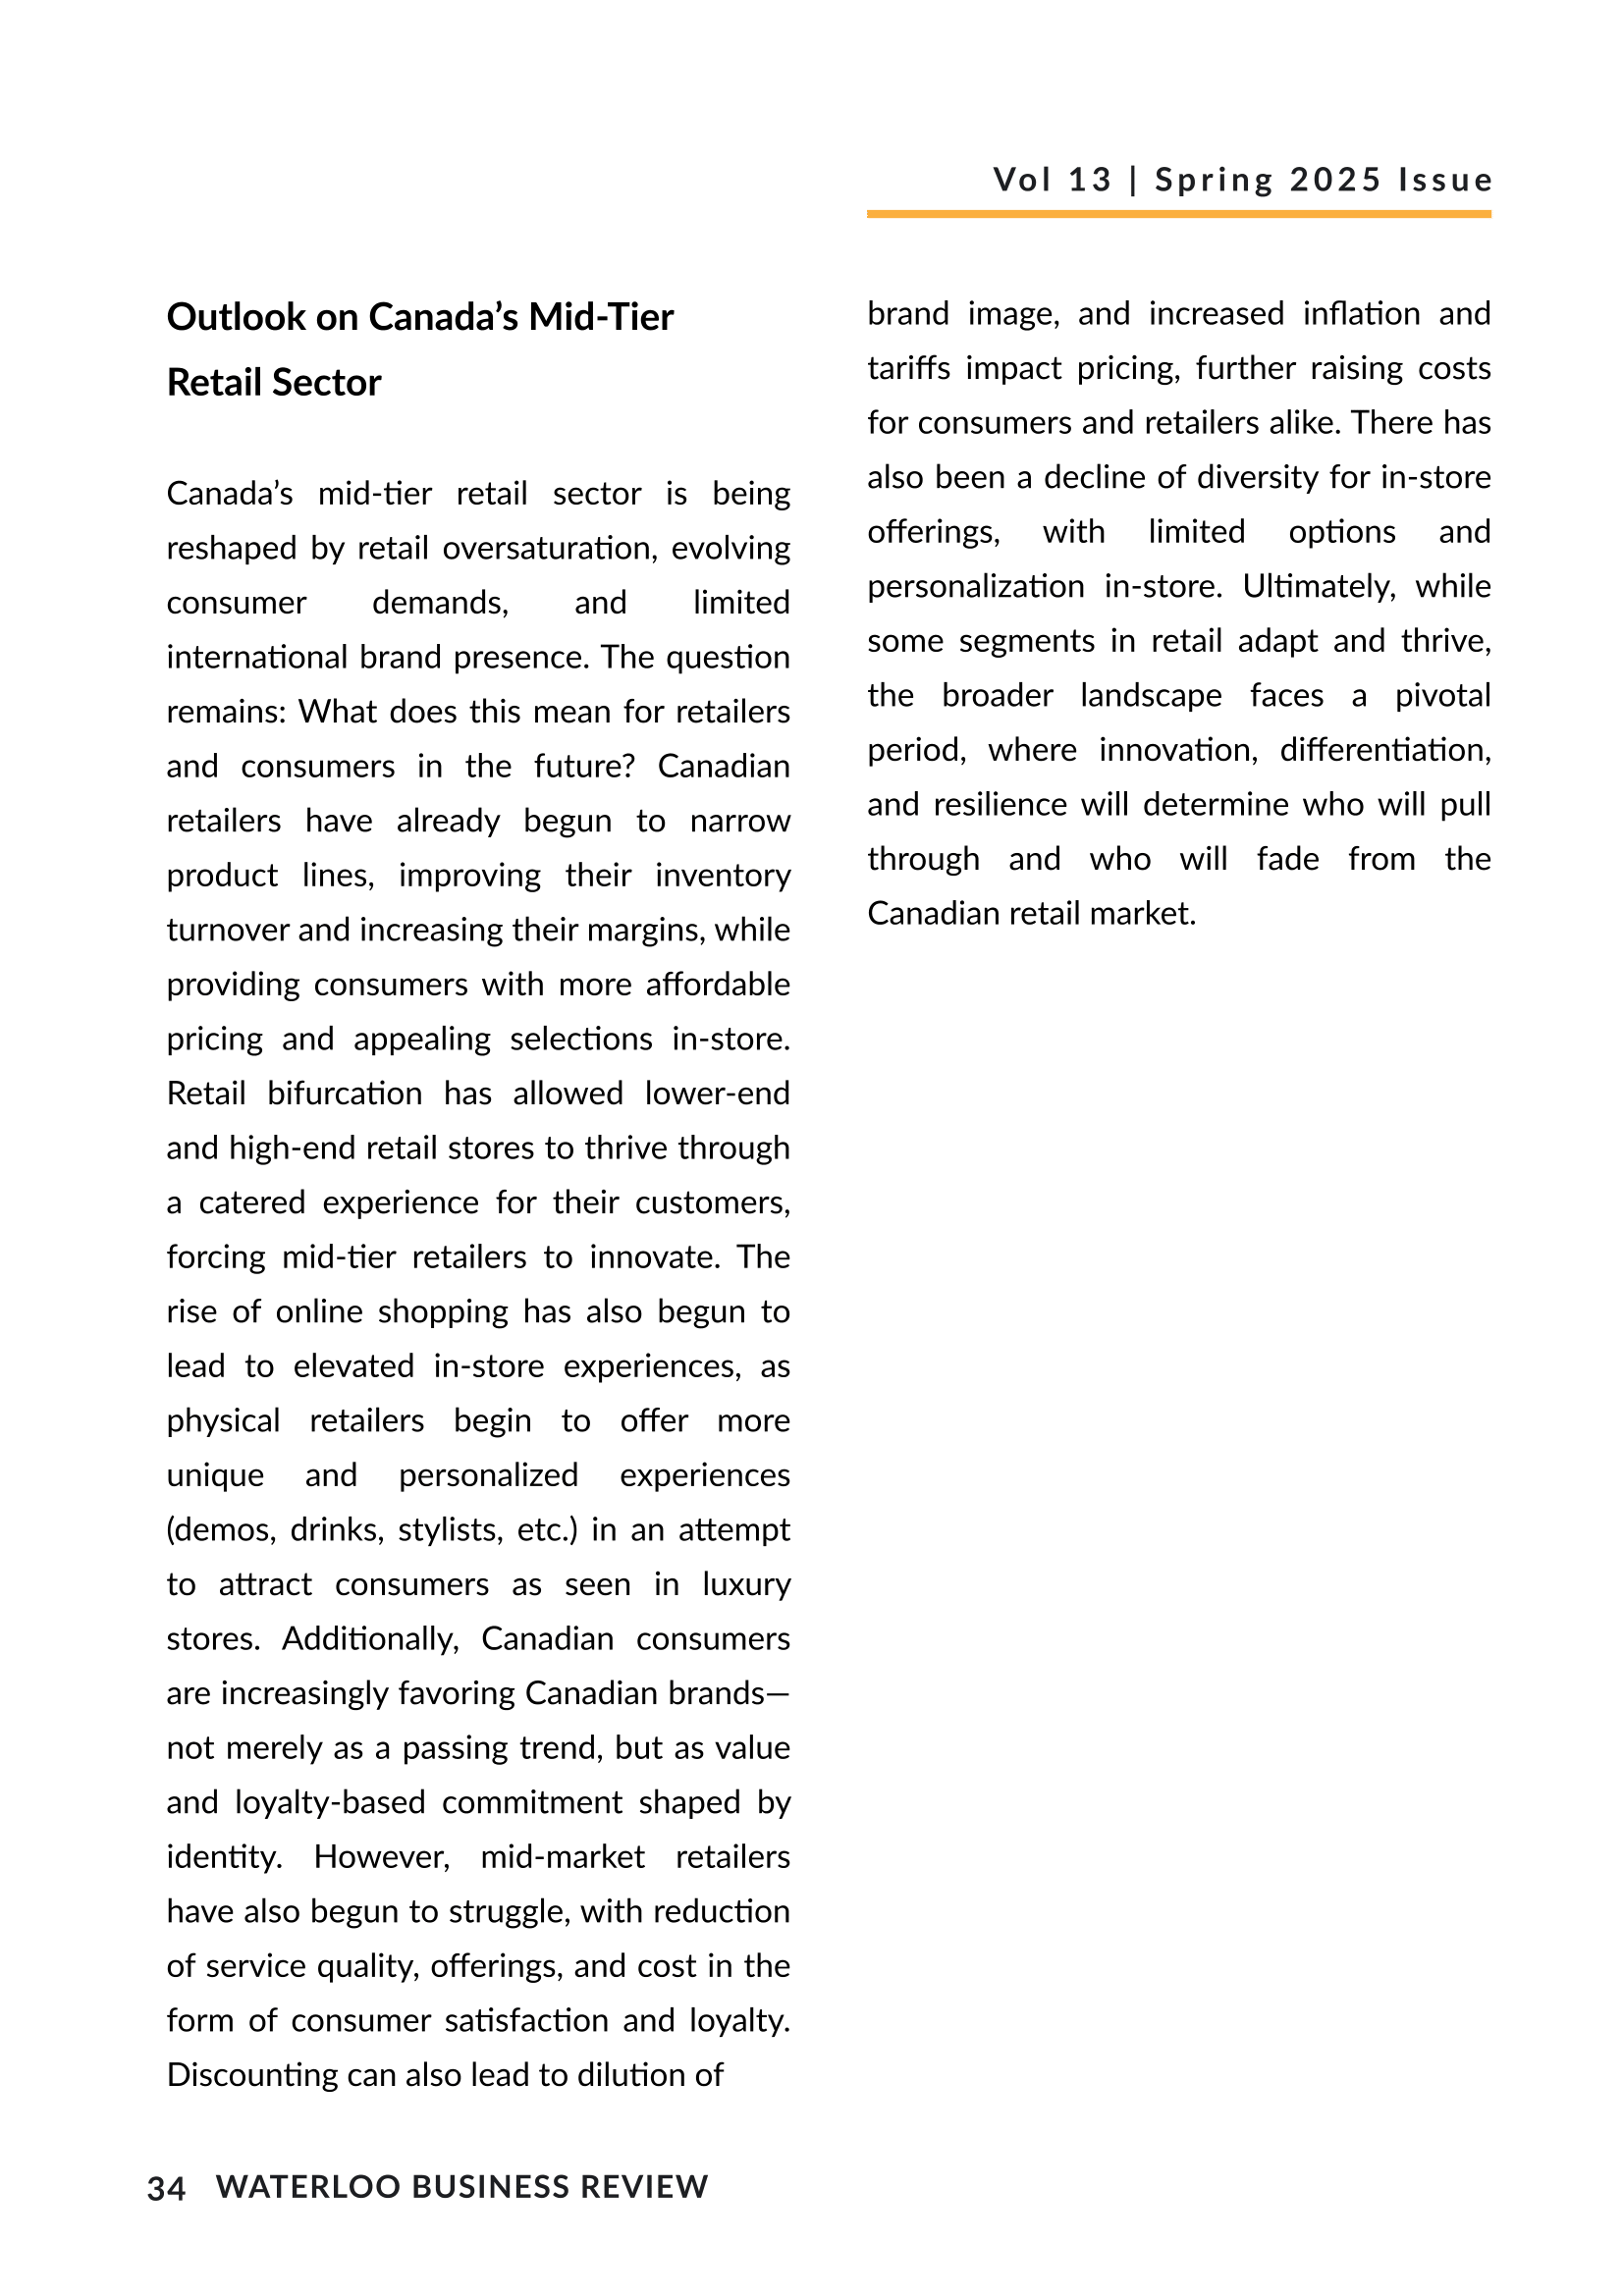 Vol 13 | Spring 2025 Issue
Outlook on Canada’s Mid-Tier
Retail Sector
Canada’s mid-tier retail sector is being
reshaped by retail oversaturation, evolving
consumer demands, and limited
international brand presence. The question
remains: What does this mean for retailers
and consumers in the future? Canadian
retailers have already begun to narrow
product lines, improving their inventory
turnover and increasing their margins, while
providing consumers with more affordable
pricing and appealing selections in-store.
Retail bifurcation has allowed lower-end
and high-end retail stores to thrive through
a catered experience for their customers,
forcing mid-tier retailers to innovate. The
rise of online shopping has also begun to
lead to elevated in-store experiences, as
physical retailers begin to offer more
unique and personalized experiences
(demos, drinks, stylists, etc.) in an attempt
to attract consumers as seen in luxury
stores. Additionally, Canadian consumers
are increasingly favoring Canadian brands—
not merely as a passing trend, but as value
and loyalty-based commitment shaped by
identity. However, mid-market retailers
have also begun to struggle, with reduction
of service quality, offerings, and cost in the
form of consumer satisfaction and loyalty.
Discounting can also lead to dilution of
brand image, and increased inflation and
tariffs impact pricing, further raising costs
for consumers and retailers alike. There has
also been a decline of diversity for in-store
offerings, with limited options and
personalization in-store. Ultimately, while
some segments in retail adapt and thrive,
the broader landscape faces a pivotal
period, where innovation, differentiation,
and resilience will determine who will pull
through and who will fade from the
Canadian retail market.
34 WATERLOO BUSINESS REVIEW